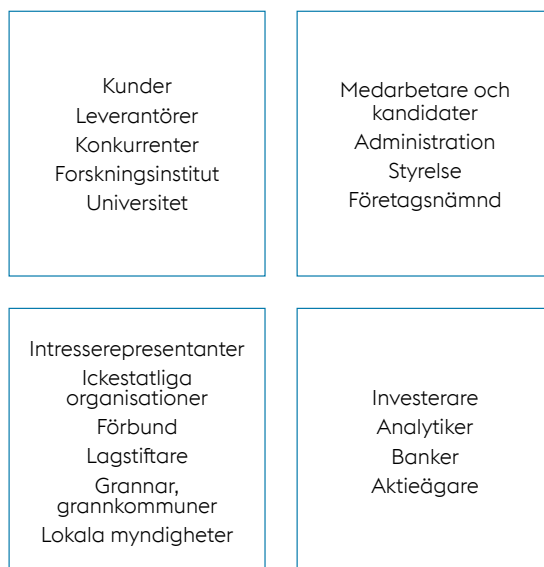 Kunder
Leverantörer
Konkurrenter
Forskningsinstitut
Universitet
Medarbetare och
kandidater
Administration
Styrelse
Företagsnämnd
Intresserepresentanter
Ickestatliga
organisationer
Förbund
Lagstiftare
Grannar,
grannkommuner
Lokala myndigheter
Investerare
Analytiker
Banker
Aktieägare